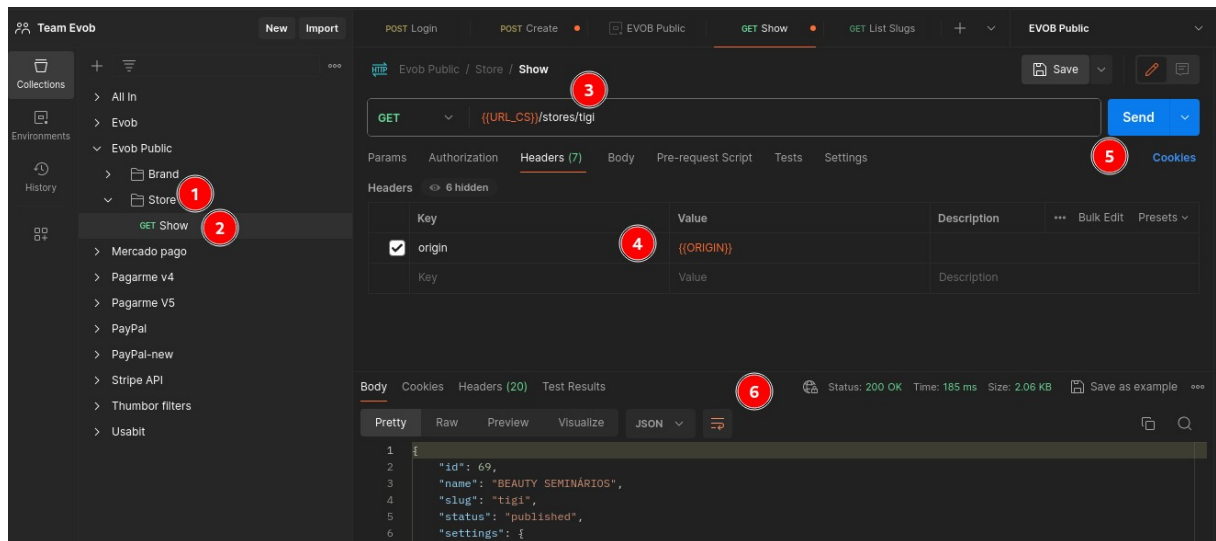 Team Evob New Import POST Login POST Create EVOB Public GET Show GET List Slugs EVOB Public
Collections
Environments
History
All In
Evob
Evob Public
Brand
Store
GET Show
Mercado pago
Pagarme v4
Pagarme V5
PayPal
PayPal-new
Stripe API
Thumbor filters
Usabit
1
2
HTTP Evob Public / Store / Show Save
3
GET {{URL_CS}}/stores/tigi Send
5
Params Authorization Headers (7) Body Pre-request Script Tests Settings Cookies
Headers 6 hidden
Key Value Description Bulk Edit Presets
origin 4 {{ORIGIN}}
Key Value Description
Body Cookies Headers (20) Test Results 6 Status: 200 OK Time: 185 ms Size: 2.06 KB Save as example
Pretty Raw Preview Visualize JSON
1 {
2 "id": 69,
3 "name": "BEAUTY SEMINÁRIOS",
4 "slug": "tigi",
5 "status": "published",
6 "settings": {